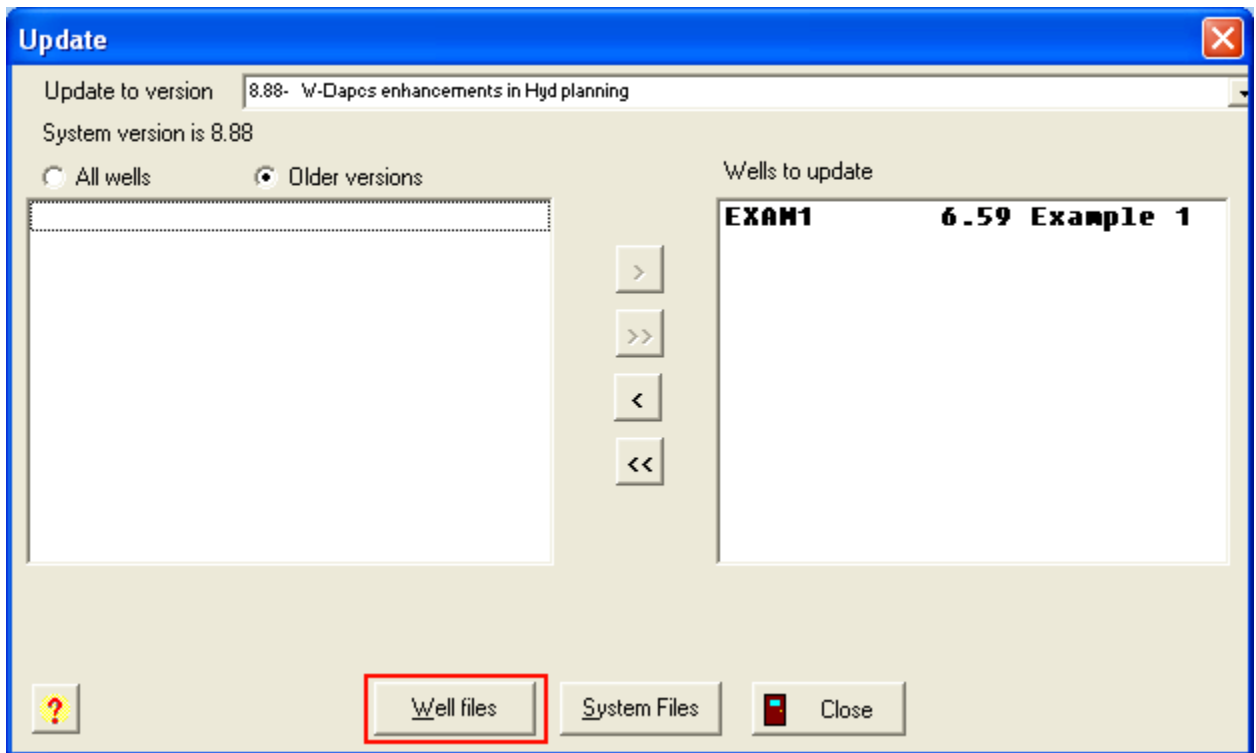 Update
Update to version 8.88- W-Dapcs enhancements in Hyd planning
System version is 8.88
All wells Older versions
Wells to update
EXAM1 6.59 Example 1
>
>>
<
<<
? Well files System Files Close